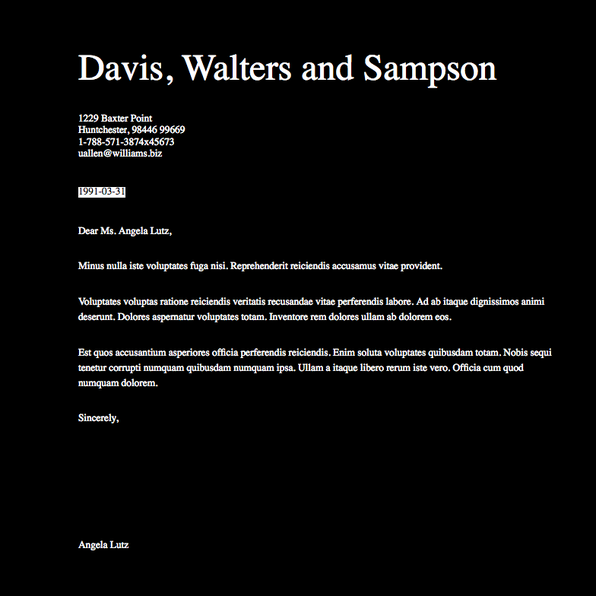 Davis, Walters and Sampson
1229 Baxter Point
Huntchester, 98446 99669
1-788-571-3874x45673
uallen@williams.biz
1991-03-31
Dear Ms. Angela Lutz,
Minus nulla iste voluptates fuga nisi. Reprehenderit reiciendis accusamus vitae provident.
Voluptates voluptas ratione reiciendis veritatis recusandae vitae perferendis labore. Ad ab itaque dignissimos animi
deserunt. Dolores aspernatur voluptates totam. Inventore rem dolores ullam ab dolorem eos.
Est quos accusantium asperiores officia perferendis reiciendis. Enim soluta voluptates quibusdam totam. Nobis sequi
tenetur corrupti numquam quibusdam numquam ipsa. Ullam a itaque libero rerum iste vero. Officia cum quod
numquam dolorem.
Sincerely,
Angela Lutz